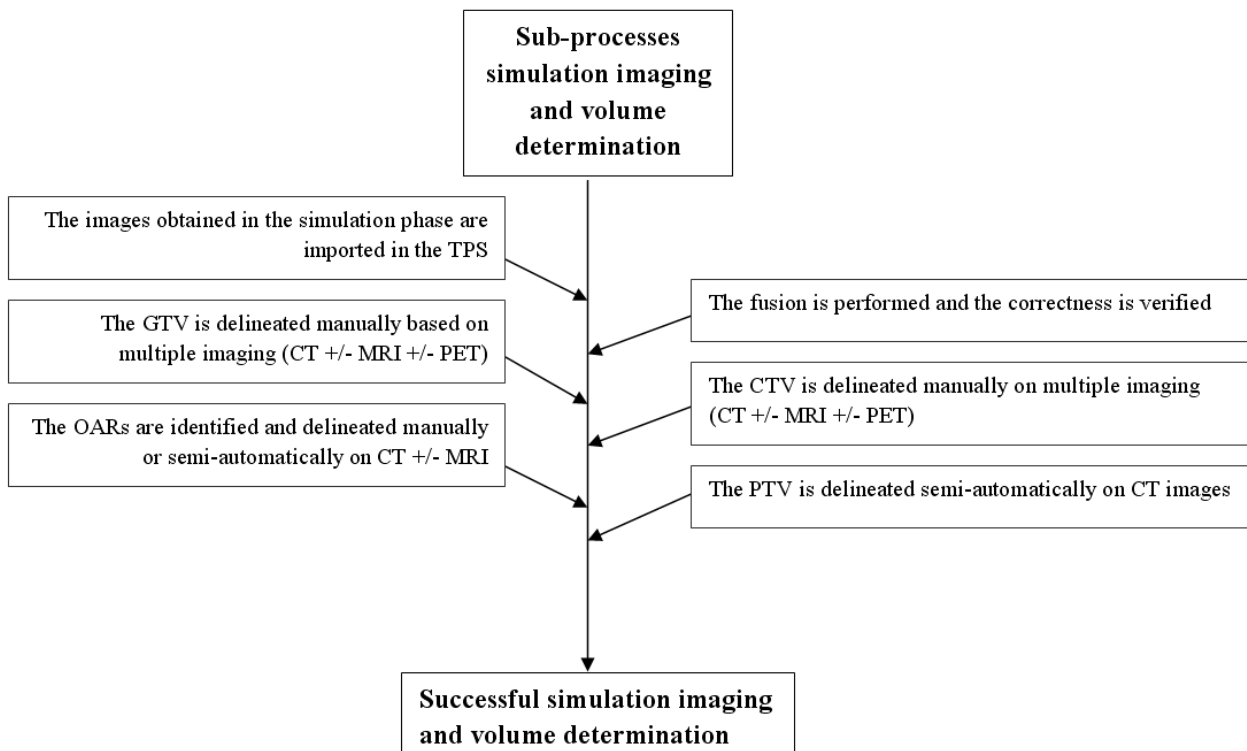 Sub-processes
simulation imaging
and volume
determination
The images obtained in the simulation phase are
imported in the TPS
The fusion is performed and the correctness is verified
The GTV is delineated manually based on
multiple imaging (CT +/- MRI +/- PET)
The CTV is delineated manually on multiple imaging
(CT +/- MRI +/- PET)
The OARs are identified and delineated manually
or semi-automatically on CT +/- MRI
The PTV is delineated semi-automatically on CT images
Successful simulation imaging
and volume determination